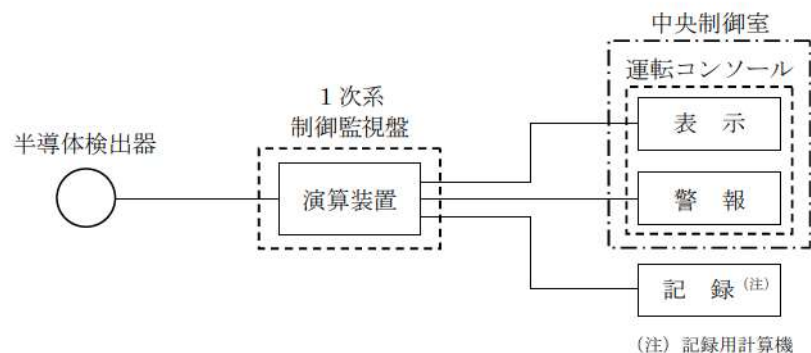 中央制御室
運転コンソール
1次系
制御監視盤
半導体検出器
表 示
演算装置
警 報
記 録 (注)
(注) 記録用計算機